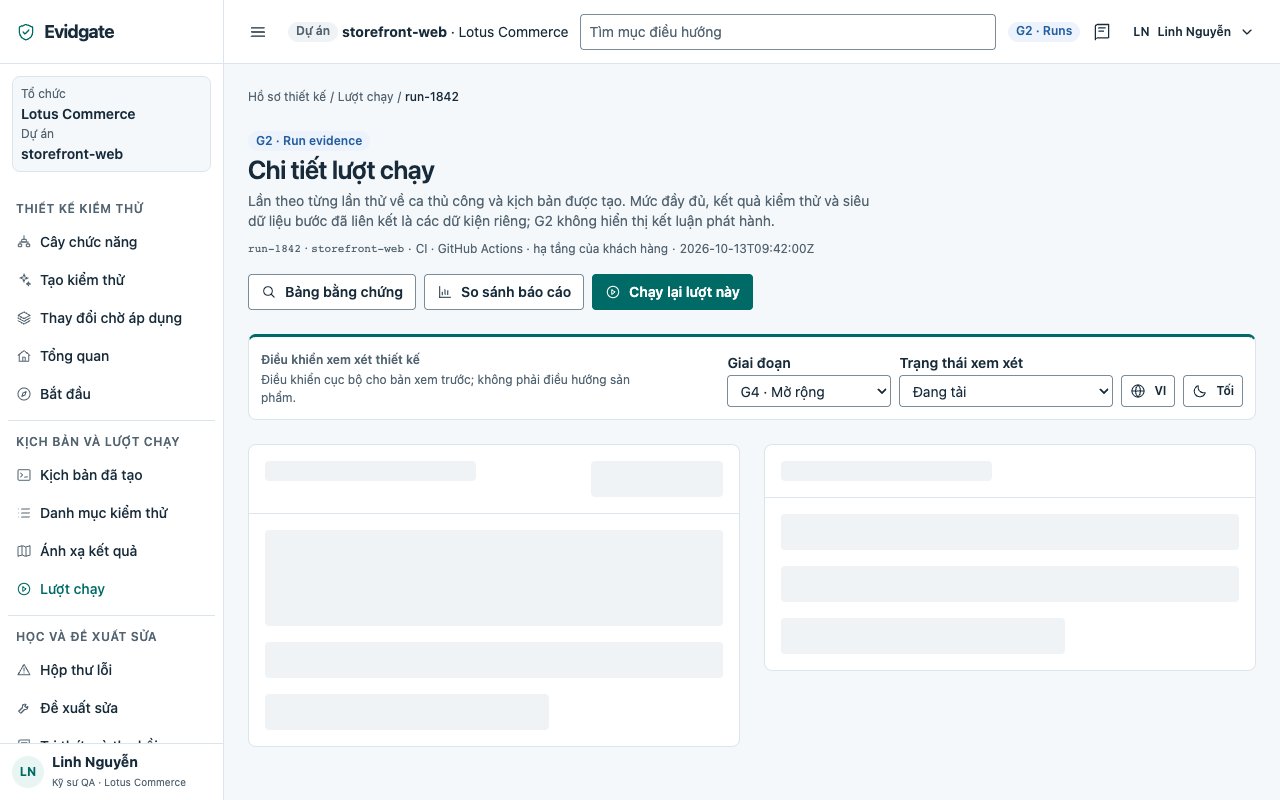 Evidgate
Dự án storefront-web · Lotus Commerce
Tìm mục điều hướng
G2 · Runs
LN Linh Nguyễn
Tổ chức
Lotus Commerce
Dự án
storefront-web
THIẾT KẾ KIỂM THỬ
Cây chức năng
Tạo kiểm thử
Thay đổi chờ áp dụng
Tổng quan
Bắt đầu
KỊCH BẢN VÀ LƯỢT CHẠY
Kịch bản đã tạo
Danh mục kiểm thử
Ánh xạ kết quả
Lượt chạy
HỌC VÀ ĐỀ XUẤT SỬA
Hộp thư lỗi
Đề xuất sửa
LN
Linh Nguyễn
Kỹ sư QA · Lotus Commerce
Hồ sơ thiết kế / Lượt chạy / run-1842
G2 · Run evidence
Chi tiết lượt chạy
Lần theo từng lần thử về ca thủ công và kịch bản được tạo. Mức đầy đủ, kết quả kiểm thử và siêu
dữ liệu bước đã liên kết là các dữ kiện riêng; G2 không hiển thị kết luận phát hành.
run-1842 · storefront-web · CI · GitHub Actions · hạ tầng của khách hàng · 2026-10-13T09:42:00Z
Bảng bằng chứng
So sánh báo cáo
Chạy lại lượt này
Điều khiển xem xét thiết kế
Điều khiển cục bộ cho bản xem trước; không phải điều hướng sản
phẩm.
Giai đoạn
G4 · Mở rộng
Trạng thái xem xét
Đang tải
VI
Tối